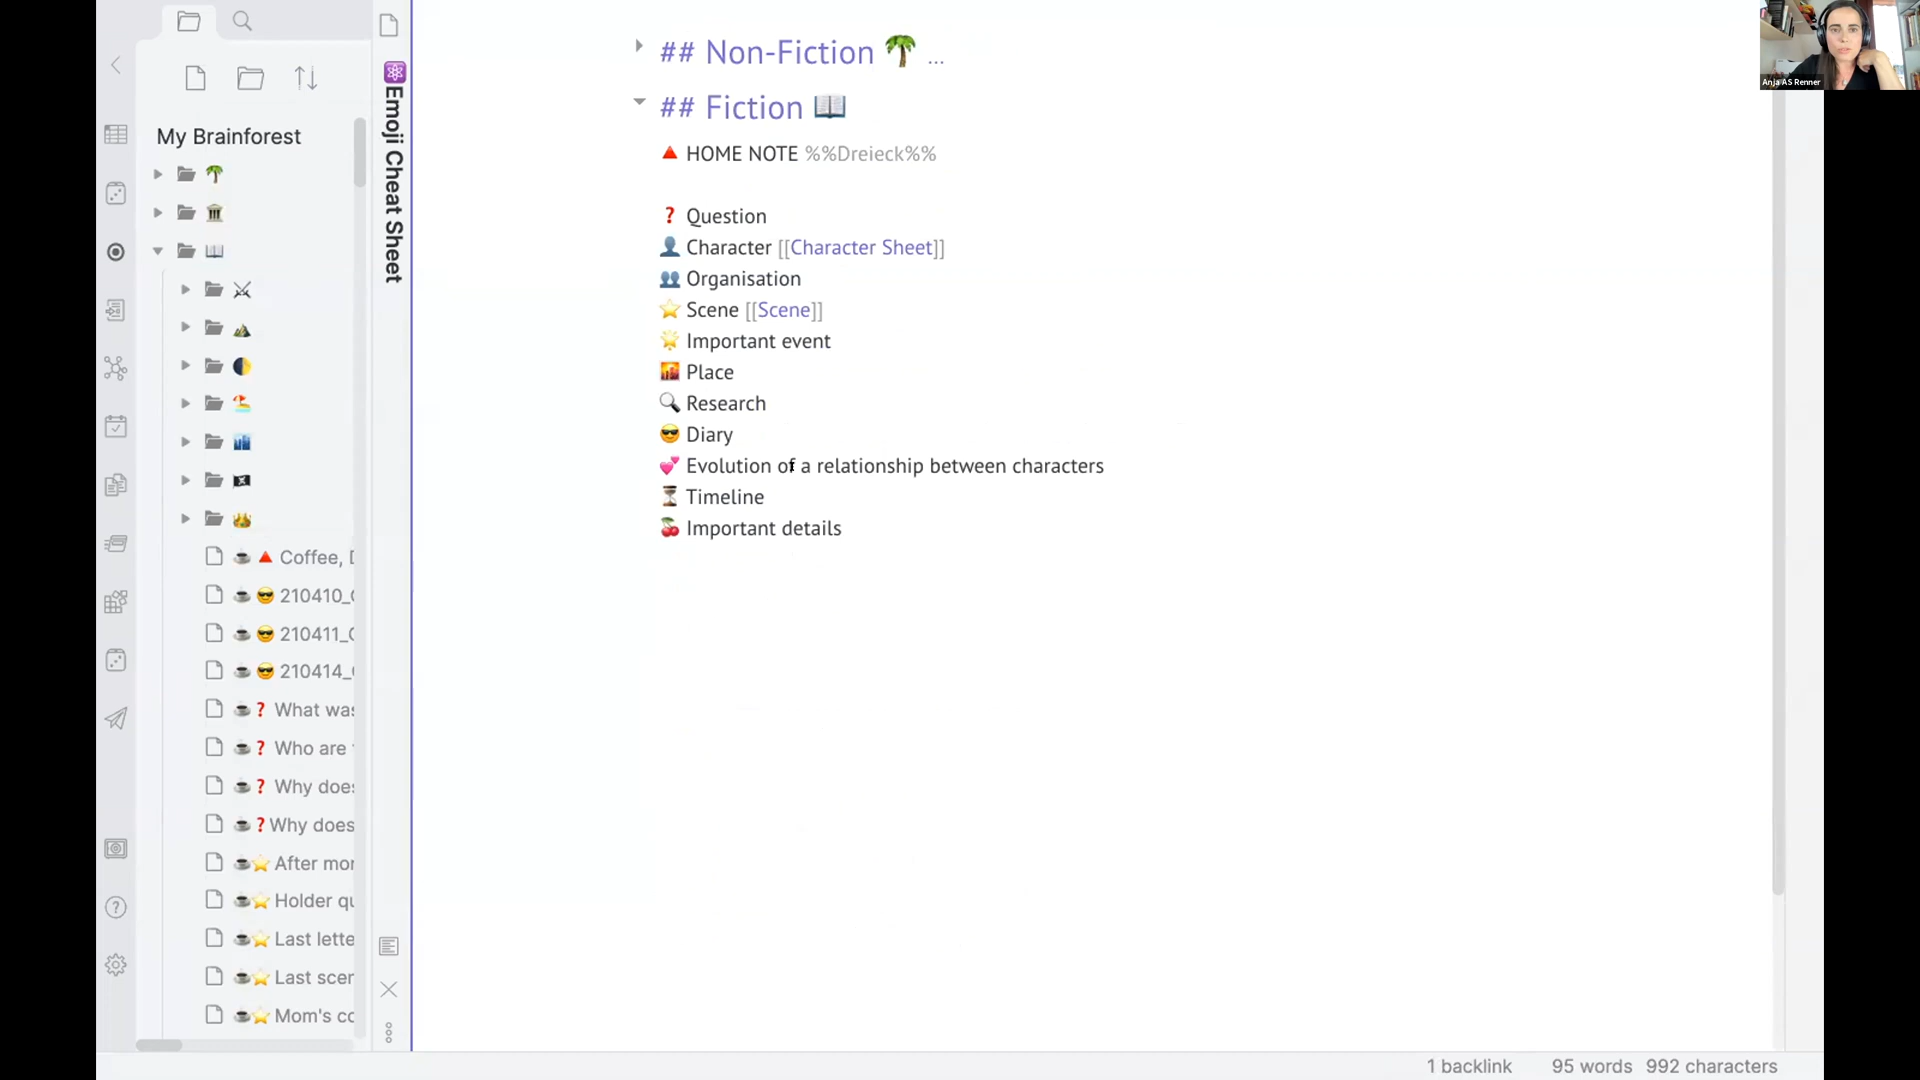 Anja AS Renner
My Brainforest
Coffee,
210410_
210411_
210414_
What was
Who are
Why does
Why does
After mor
Holder qu
Last lette
Last scer
Mom's cc
Emoji Cheat Sheet
## Non-Fiction 🌴 ...
## Fiction 📖
🔺 HOME NOTE %%Dreieck%%
❓ Question
👤 Character [[Character Sheet]]
👥 Organisation
⭐ Scene [[Scene]]
🌟 Important event
🌇 Place
🔍 Research
😎 Diary
💕 Evolution of a relationship between characters
⏳ Timeline
🍒 Important details
1 backlink 95 words 992 characters